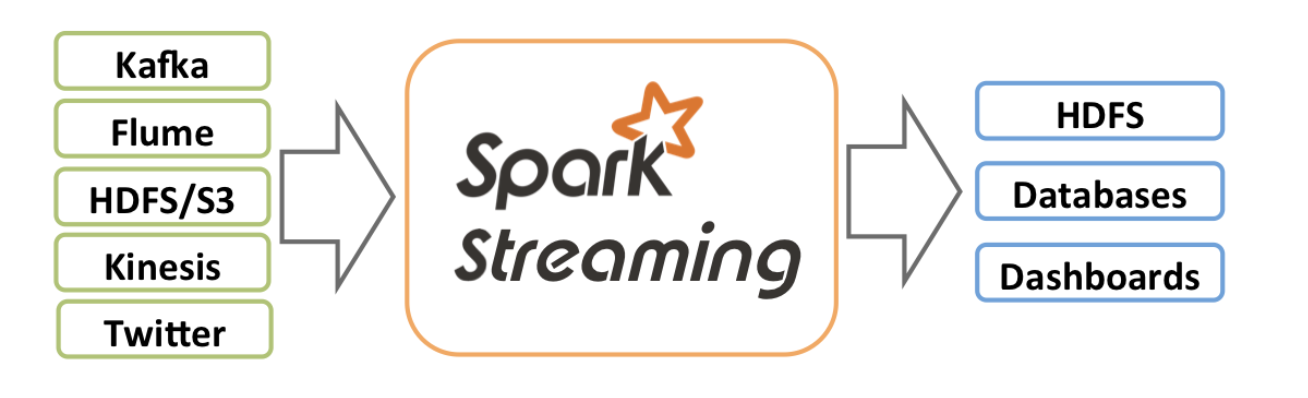 Kafka
Flume
HDFS/S3
Kinesis
Twitter
Spark
Streaming
HDFS
Databases
Dashboards